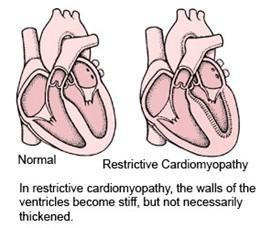 Normal
Restrictive Cardiomyopathy
In restrictive cardiomyopathy, the walls of the
ventricles become stiff, but not necessarily
thickened.